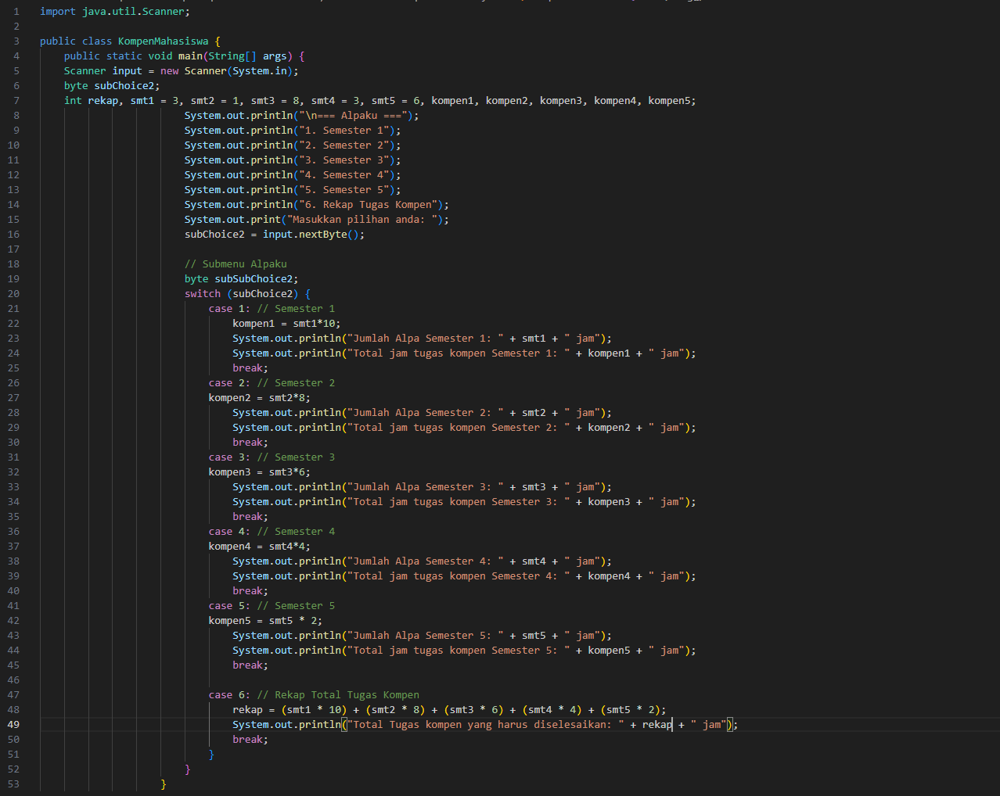 1 import java.util.Scanner;
2
3 public class KompenMahasiswa {
4 public static void main(String[] args) {
5 Scanner input = new Scanner(System.in);
6 byte subChoice2;
7 int rekap, smt1 = 3, smt2 = 1, smt3 = 8, smt4 = 3, smt5 = 6, kompen1, kompen2, kompen3, kompen4, kompen5;
8 System.out.println("\n=== Alpaku ===");
9 System.out.println("1. Semester 1");
10 System.out.println("2. Semester 2");
11 System.out.println("3. Semester 3");
12 System.out.println("4. Semester 4");
13 System.out.println("5. Semester 5");
14 System.out.println("6. Rekap Tugas Kompen");
15 System.out.print("Masukkan pilihan anda: ");
16 subChoice2 = input.nextByte();
17
18 // Submenu Alpaku
19 byte subSubChoice2;
20 switch (subChoice2) {
21 case 1: // Semester 1
22 kompen1 = smt1*10;
23 System.out.println("Jumlah Alpa Semester 1: " + smt1 + " jam");
24 System.out.println("Total jam tugas kompen Semester 1: " + kompen1 + " jam");
25 break;
26 case 2: // Semester 2
27 kompen2 = smt2*8;
28 System.out.println("Jumlah Alpa Semester 2: " + smt2 + " jam");
29 System.out.println("Total jam tugas kompen Semester 2: " + kompen2 + " jam");
30 break;
31 case 3: // Semester 3
32 kompen3 = smt3*6;
33 System.out.println("Jumlah Alpa Semester 3: " + smt3 + " jam");
34 System.out.println("Total jam tugas kompen Semester 3: " + kompen3 + " jam");
35 break;
36 case 4: // Semester 4
37 kompen4 = smt4*4;
38 System.out.println("Jumlah Alpa Semester 4: " + smt4 + " jam");
39 System.out.println("Total jam tugas kompen Semester 4: " + kompen4 + " jam");
40 break;
41 case 5: // Semester 5
42 kompen5 = smt5 * 2;
43 System.out.println("Jumlah Alpa Semester 5: " + smt5 + " jam");
44 System.out.println("Total jam tugas kompen Semester 5: " + kompen5 + " jam");
45 break;
46
47 case 6: // Rekap Total Tugas Kompen
48 rekap = (smt1 * 10) + (smt2 * 8) + (smt3 * 6) + (smt4 * 4) + (smt5 * 2);
49 System.out.println("Total Tugas kompen yang harus diselesaikan: " + rekap + " jam");
50 break;
51 }
52 }
53 }